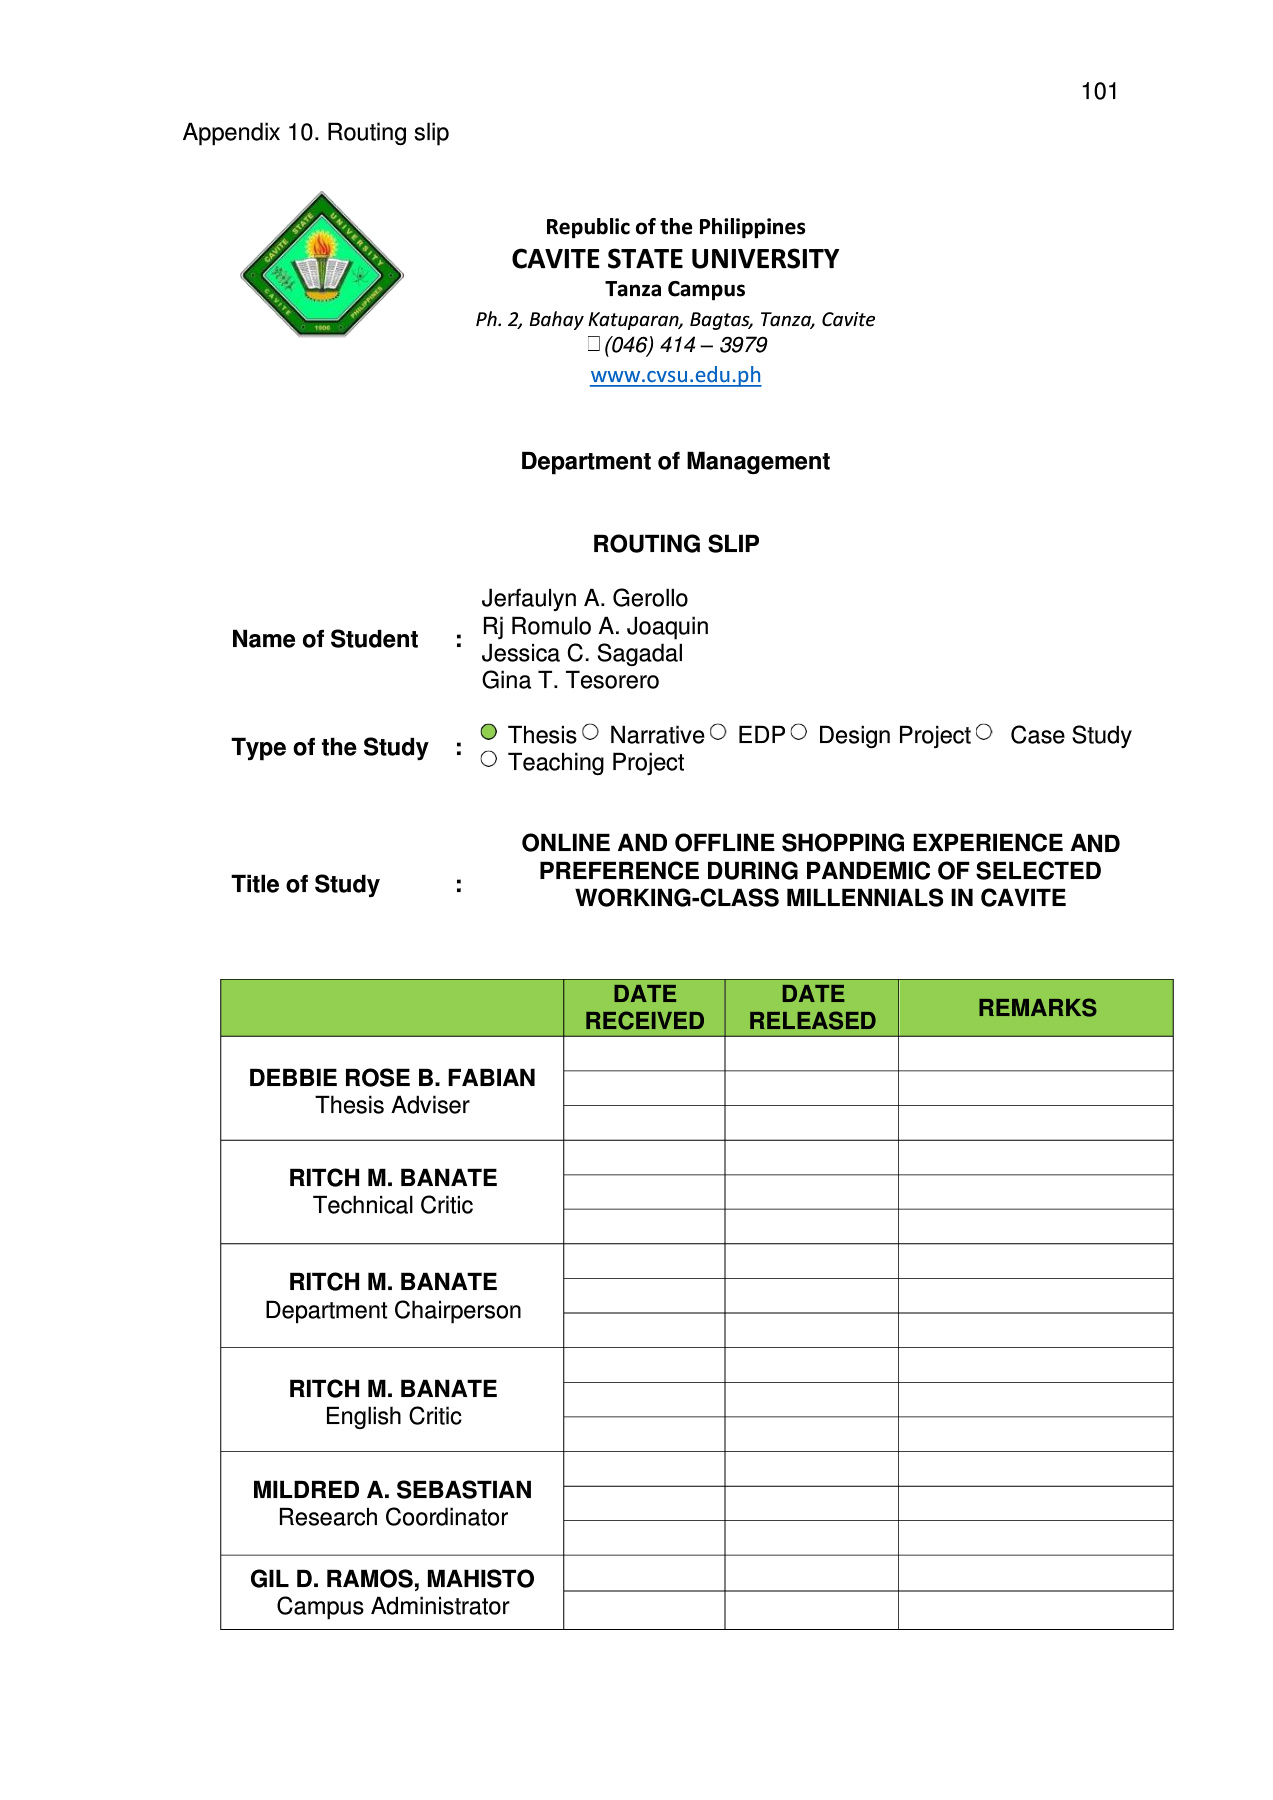 101
Appendix 10. Routing slip
CAVITE STATE UNIVERSITY
CAVITE
PHILIPPINES
1906
Republic of the Philippines
CAVITE STATE UNIVERSITY
Tanza Campus
Ph. 2, Bahay Katuparan, Bagtas, Tanza, Cavite
(046) 414 – 3979
www.cvsu.edu.ph
Department of Management
ROUTING SLIP
Name of Student :
Jerfaulyn A. Gerollo
Rj Romulo A. Joaquin
Jessica C. Sagadal
Gina T. Tesorero
Type of the Study :
Thesis Narrative EDP Design Project Case Study
Teaching Project
Title of Study :
ONLINE AND OFFLINE SHOPPING EXPERIENCE AND
PREFERENCE DURING PANDEMIC OF SELECTED
WORKING-CLASS MILLENNIALS IN CAVITE
DATE RECEIVED
DATE RELEASED
REMARKS
DEBBIE ROSE B. FABIAN
Thesis Adviser
RITCH M. BANATE
Technical Critic
RITCH M. BANATE
Department Chairperson
RITCH M. BANATE
English Critic
MILDRED A. SEBASTIAN
Research Coordinator
GIL D. RAMOS, MAHISTO
Campus Administrator